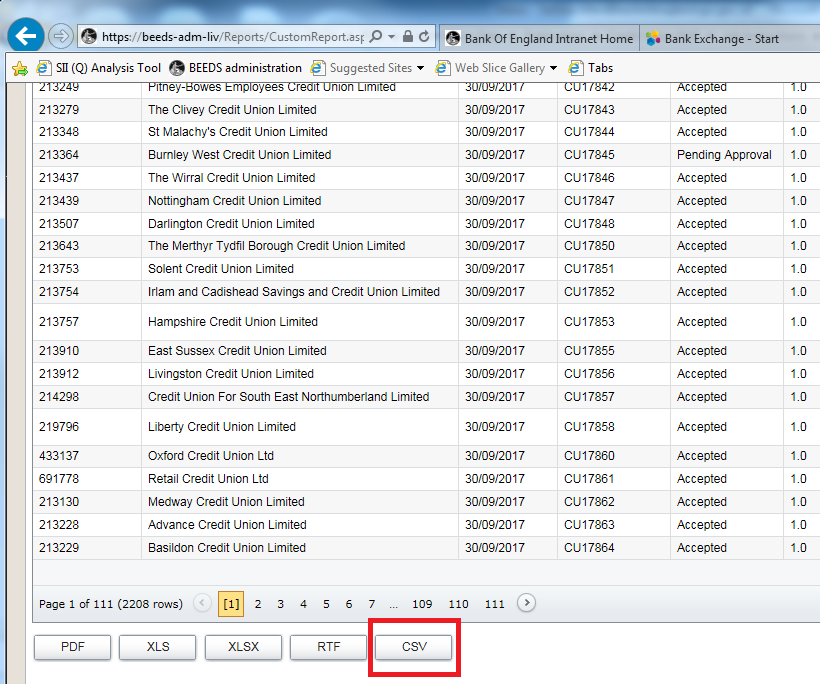 https://beeds-adm-liv/Reports/CustomReport.asp
Bank Of England Intranet Home
Bank Exchange - Start
SII (Q) Analysis Tool BEEDS administration Suggested Sites Web Slice Gallery Tabs
213249 Pitney-Bowes Employees Credit Union Limited 30/09/2017 CU17842 Accepted 1.0
213279 The Clivey Credit Union Limited 30/09/2017 CU17843 Accepted 1.0
213348 St Malachy's Credit Union Limited 30/09/2017 CU17844 Accepted 1.0
213364 Burnley West Credit Union Limited 30/09/2017 CU17845 Pending Approval 1.0
213437 The Wirral Credit Union Limited 30/09/2017 CU17846 Accepted 1.0
213439 Nottingham Credit Union Limited 30/09/2017 CU17847 Accepted 1.0
213507 Darlington Credit Union Limited 30/09/2017 CU17848 Accepted 1.0
213643 The Merthyr Tydfil Borough Credit Union Limited 30/09/2017 CU17850 Accepted 1.0
213753 Solent Credit Union Limited 30/09/2017 CU17851 Accepted 1.0
213754 Irlam and Cadishead Savings and Credit Union Limited 30/09/2017 CU17852 Accepted 1.0
213757 Hampshire Credit Union Limited 30/09/2017 CU17853 Accepted 1.0
213910 East Sussex Credit Union Limited 30/09/2017 CU17855 Accepted 1.0
213912 Livingston Credit Union Limited 30/09/2017 CU17856 Accepted 1.0
214298 Credit Union For South East Northumberland Limited 30/09/2017 CU17857 Accepted 1.0
219796 Liberty Credit Union Limited 30/09/2017 CU17858 Accepted 1.0
433137 Oxford Credit Union Ltd 30/09/2017 CU17860 Accepted 1.0
691778 Retail Credit Union Ltd 30/09/2017 CU17861 Accepted 1.0
213130 Medway Credit Union Limited 30/09/2017 CU17862 Accepted 1.0
213228 Advance Credit Union Limited 30/09/2017 CU17863 Accepted 1.0
213229 Basildon Credit Union Limited 30/09/2017 CU17864 Accepted 1.0
Page 1 of 111 (2208 rows) [1] 2 3 4 5 6 7 ... 109 110 111
PDF XLS XLSX RTF CSV